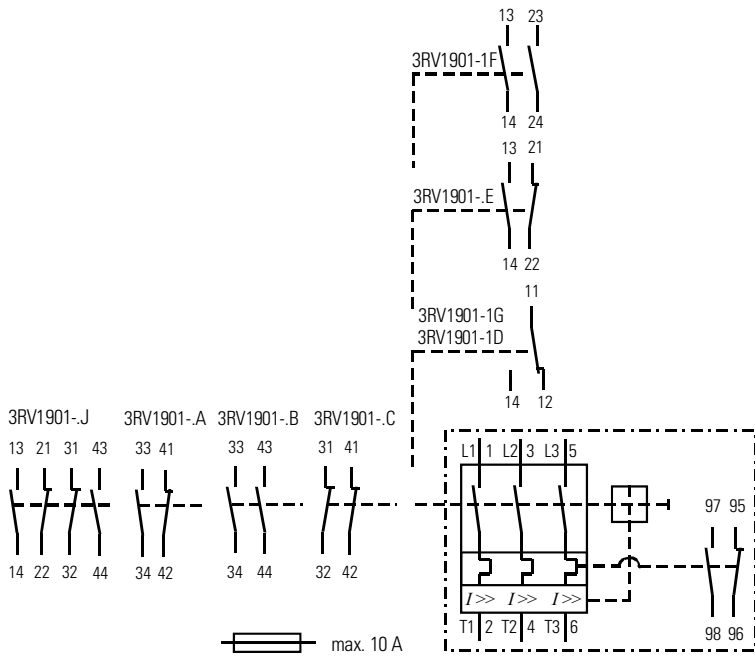 13 23
3RV1901-1F
14 24
13 21
3RV1901-.E
14 22
11
3RV1901-1G
3RV1901-1D
14 12
3RV1901-.J 3RV1901-.A 3RV1901-.B 3RV1901-.C
13 21 31 43 33 41 33 43 31 41
L1 1 L2 3 L3 5
97 95
14 22 32 44 34 42 34 44 32 42
I>> I>> I>>
T1 2 T2 4 T3 6
98 96
max. 10 A